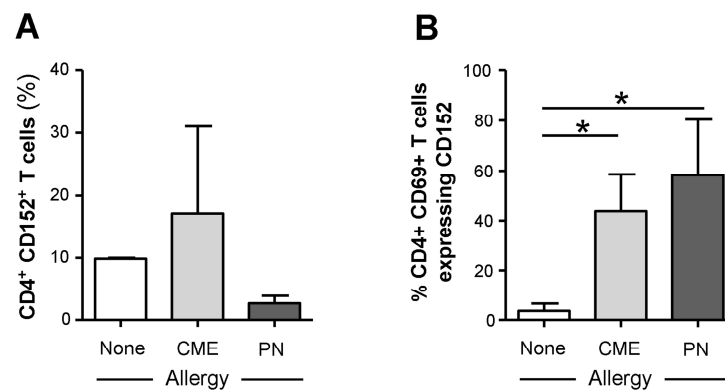 A
CD4⁺ CD152⁺ T cells (%)
40
30
20
10
0
None CME PN
Allergy
B
% CD4+ CD69+ T cells
expressing CD152
100
80
60
40
20
0
*
*
None CME PN
Allergy